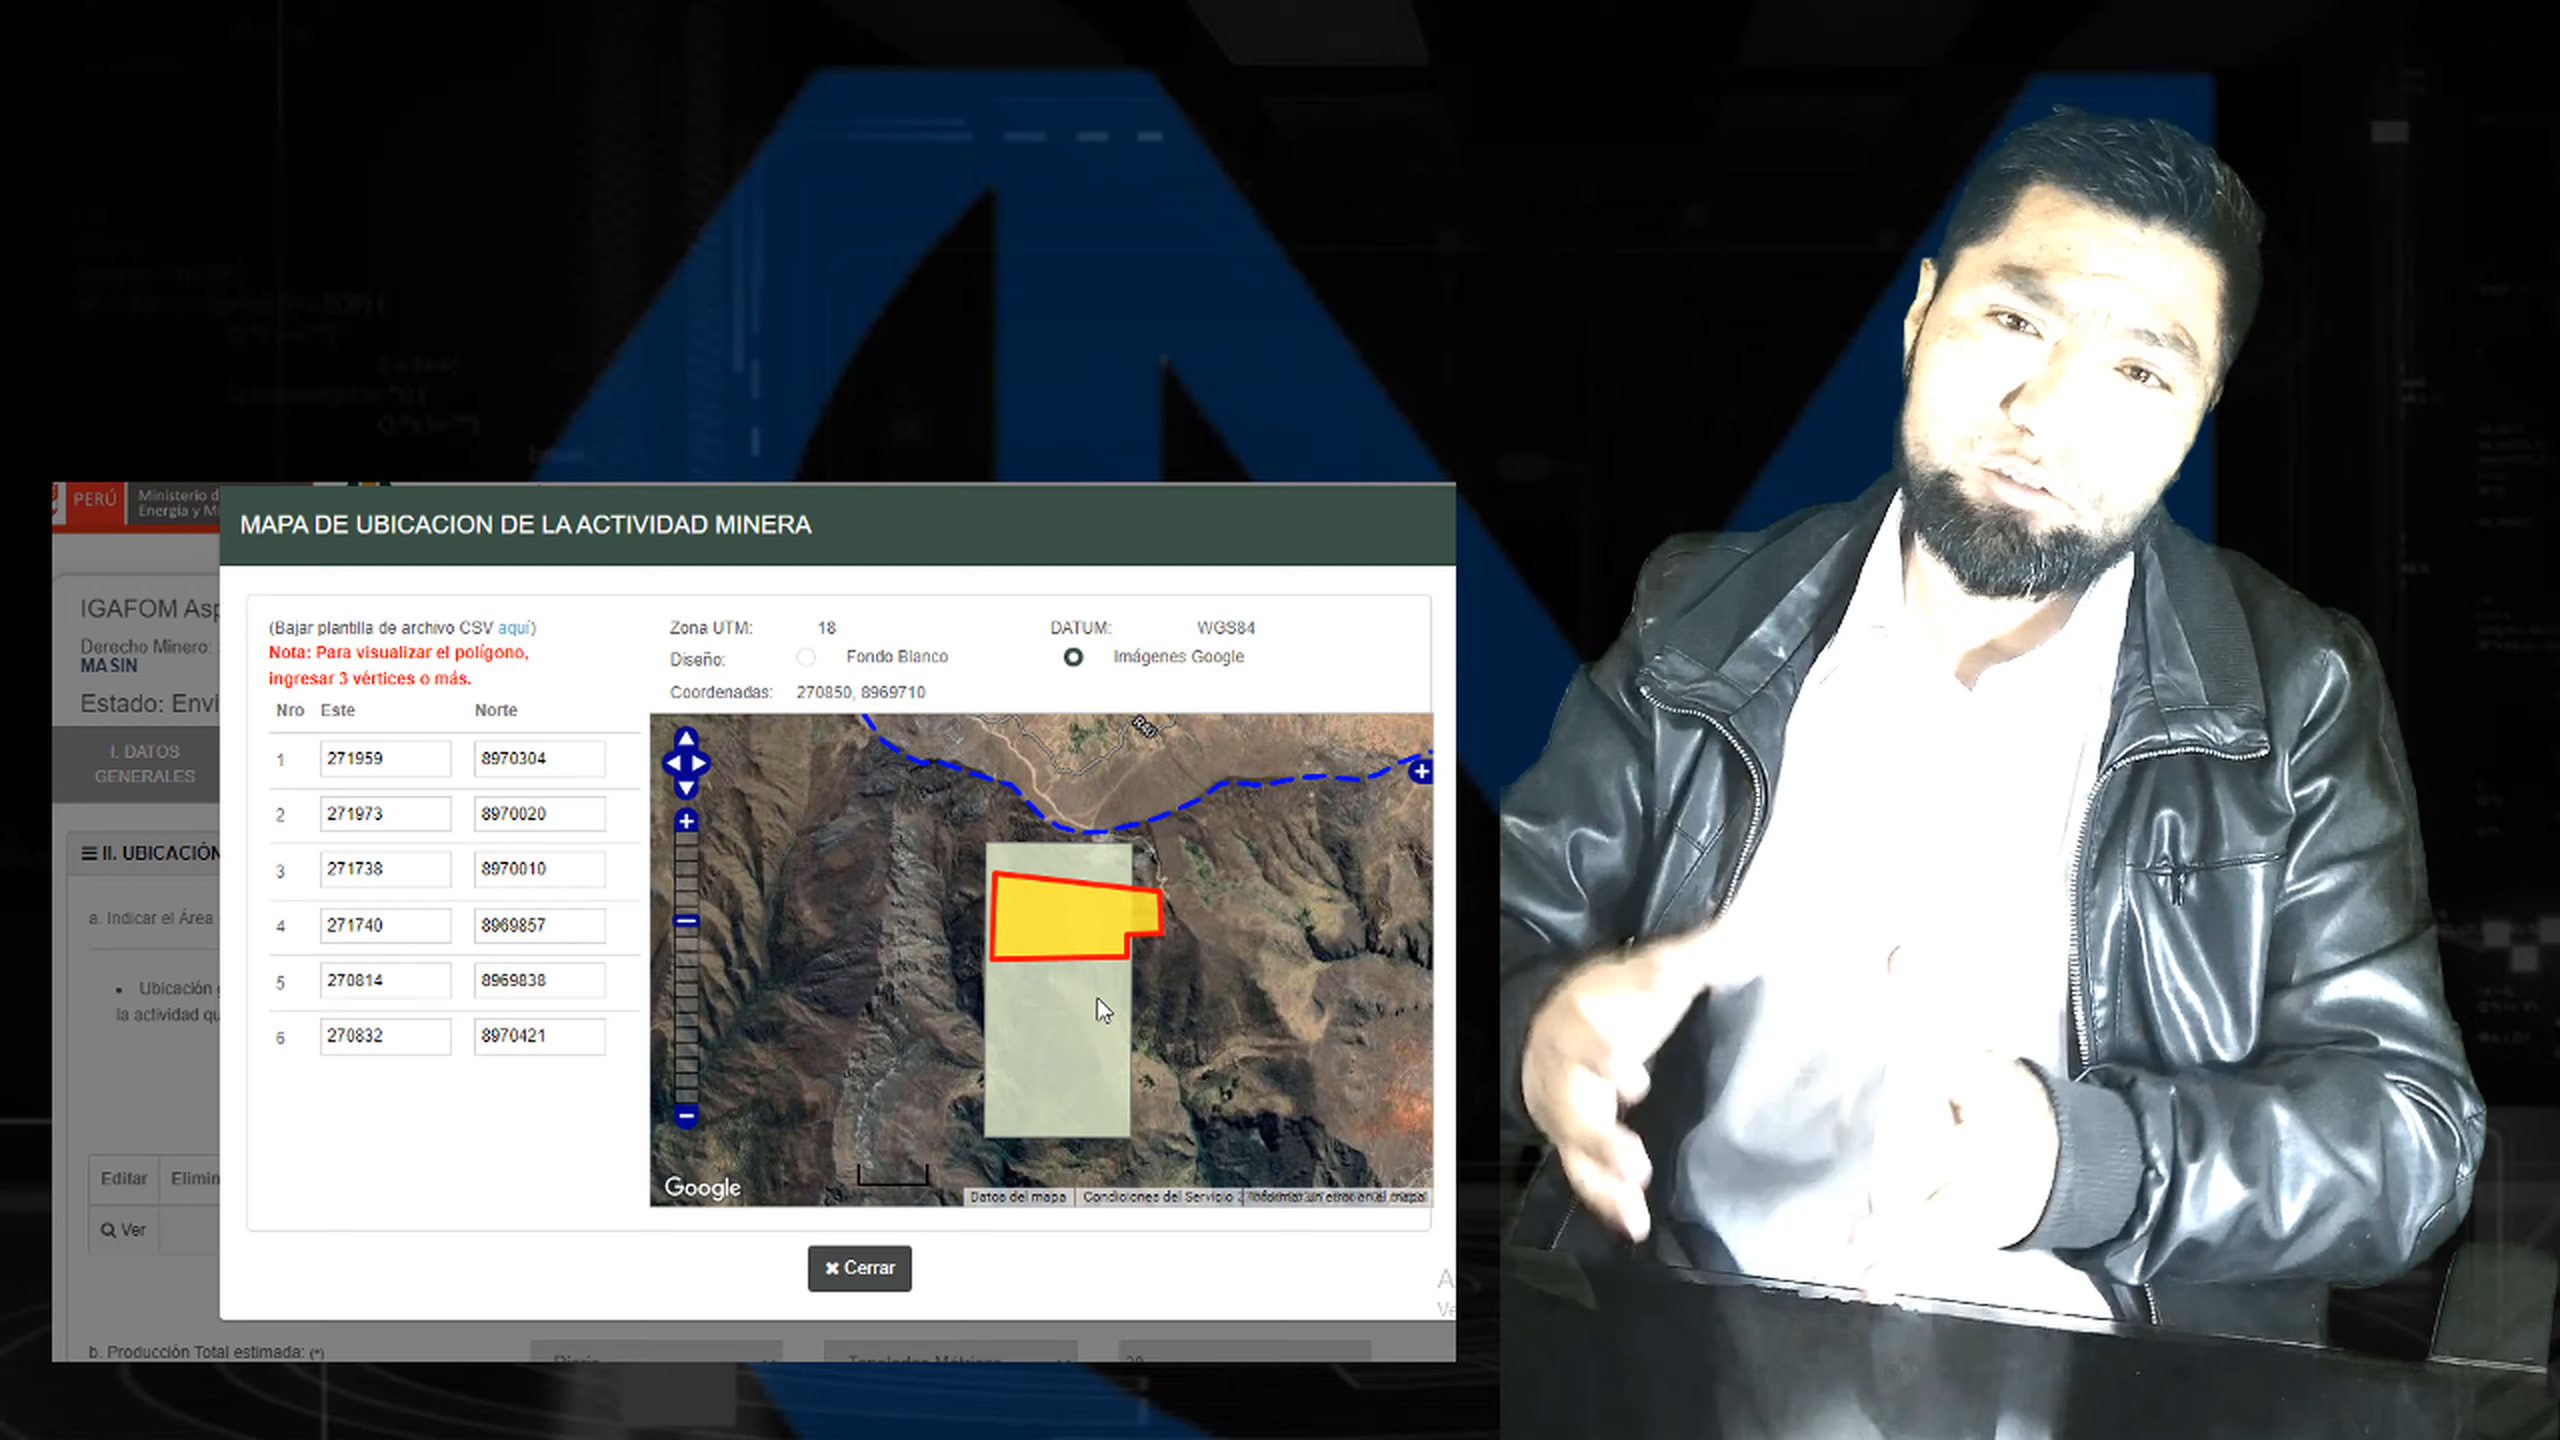 PERÚ
Ministerio d
Energía y Mi
MAPA DE UBICACION DE LA ACTIVIDAD MINERA
IGAFOM Asp
Derecho Minero:
MASIN
Estado: Envi
I. DATOS
GENERALES
II. UBICACIÓN
a. Indicar el Área
Ubicación
la actividad qu
Editar Elimin
Ver
b. Producción Total estimada: (*)
(Bajar plantilla de archivo CSV aquí)
Nota: Para visualizar el polígono,
ingresar 3 vértices o más.
Nro Este Norte
1 271959 8970304
2 271973 8970020
3 271738 8970010
4 271740 8969857
5 270814 8969838
6 270832 8970421
Zona UTM: 18 DATUM: WGS84
Diseño: Fondo Blanco Imágenes Google
Coordenadas: 270850, 8969710
R40
Google
Datos del mapa Condiciones del Servicio
Cerrar